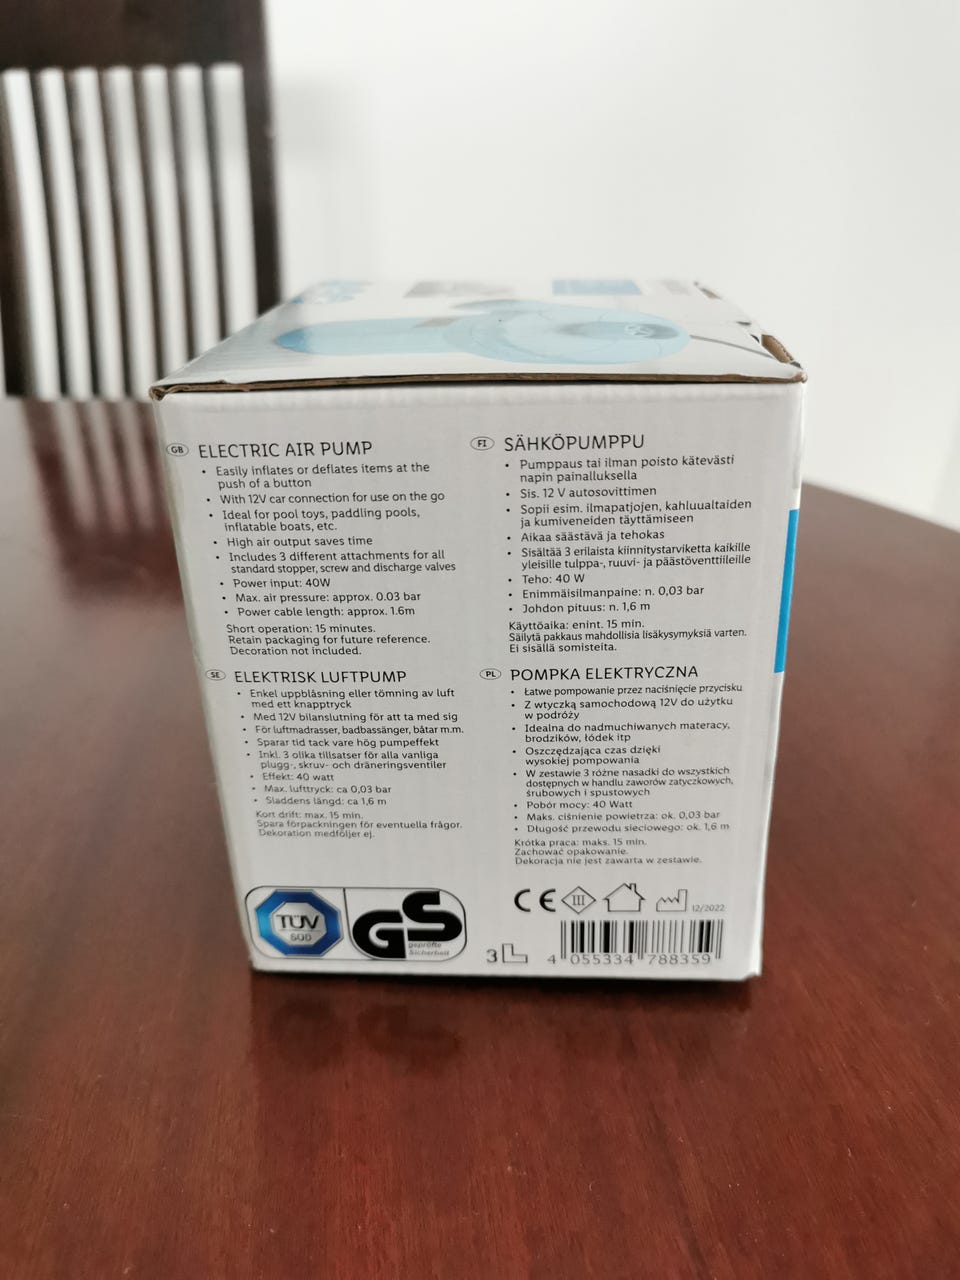 GB ELECTRIC AIR PUMP
• Easily inflates or deflates items at the
push of a button
• With 12V car connection for use on the go
• Ideal for pool toys, paddling pools,
inflatable boats, etc.
• High air output saves time
• Includes 3 different attachments for all
standard stopper, screw and discharge valves
• Power input: 40W
• Max. air pressure: approx. 0.03 bar
• Power cable length: approx. 1.6m
Short operation: 15 minutes.
Retain packaging for future reference.
Decoration not included.
FI SÄHKÖPUMPPU
• Pumppaus tai ilman poisto kätevästi
napin painalluksella
• Sis. 12 V autosovittimen
• Sopii esim. ilmapatjojen, kahluualtaiden
ja kumiveneiden täyttämiseen
• Aikaa säästävä ja tehokas
• Sisältää 3 erilaista kiinnitystarviketta kaikille
yleisille tulppa-, ruuvi- ja päästöventtiileille
• Teho: 40 W
• Enimmäisilmanpaine: n. 0,03 bar
• Johdon pituus: n. 1,6 m
Käyttöaika: enint. 15 min.
Säilytä pakkaus mahdollisia lisäkysymyksiä varten.
Ei sisällä somisteita.
SE ELEKTRISK LUFTPUMP
• Enkel uppblåsning eller tömning av luft
med ett knapptryck
• Med 12V bilanslutning för att ta med sig
• För luftmadrasser, badbassänger, båtar m.m.
• Sparar tid tack vare hög pumpeffekt
• Inkl. 3 olika tillsatser för alla vanliga
plugg-, skruv- och dräneringsventiler
• Effekt: 40 watt
• Max. lufttryck: ca 0,03 bar
• Sladdens längd: ca 1,6 m
Kort drift: max. 15 min.
Spara förpackningen för eventuella frågor.
Dekoration medföljer ej.
PL POMPKA ELEKTRYCZNA
• Łatwe pompowanie przez naciśnięcie przycisku
• Z wtyczką samochodową 12V do użytku
w podróży
• Idealna do nadmuchiwanych materacy,
brodzików, łódek itp
• Oszczędzająca czas dzięki
wysokiej pompowania
• W zestawie 3 różne nasadki do wszystkich
dostępnych w handlu zaworów zatyczkowych,
śrubowych i spustowych
• Pobór mocy: 40 Watt
• Maks. ciśnienie powietrza: ok. 0,03 bar
• Długość przewodu sieciowego: ok. 1,6 m
Krótka praca: maks. 15 min.
Zachować opakowanie.
Dekoracja nie jest zawarta w zestawie.
TÜV
SÜD
GS
geprüfte
Sicherheit
CE III 12/2022
3L
4 055334 788359